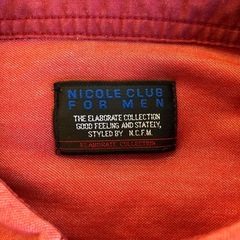 NICOLE CLUB
FOR MEN
THE ELABORATE COLLECTION
GOOD FEELING AND STATELY,
STYLED BY N.C.F.M.
ELABORATE COLLECTION